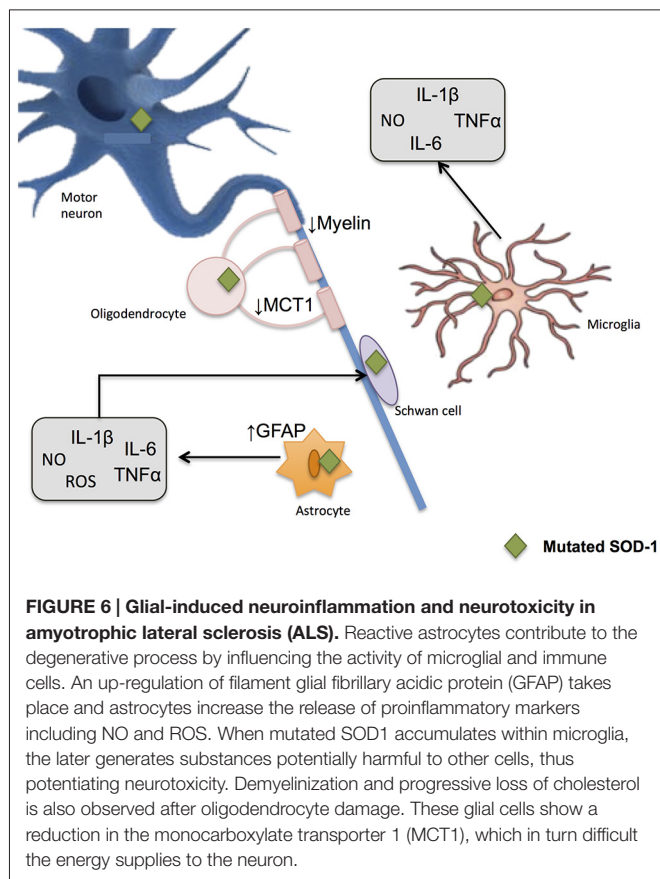 IL-1β
NO TNFα
IL-6
Motor
neuron
↓Myelin
Oligodendrocyte
↓MCT1
Microglia
Schwan cell
IL-1β
IL-6
NO
TNFα
ROS
↑GFAP
Astrocyte
Mutated SOD-1
FIGURE 6 | Glial-induced neuroinflammation and neurotoxicity in
amyotrophic lateral sclerosis (ALS). Reactive astrocytes contribute to the
degenerative process by influencing the activity of microglial and immune
cells. An up-regulation of filament glial fibrillary acidic protein (GFAP) takes
place and astrocytes increase the release of proinflammatory markers
including NO and ROS. When mutated SOD1 accumulates within microglia,
the later generates substances potentially harmful to other cells, thus
potentiating neurotoxicity. Demyelinization and progressive loss of cholesterol
is also observed after oligodendrocyte damage. These glial cells show a
reduction in the monocarboxylate transporter 1 (MCT1), which in turn difficult
the energy supplies to the neuron.